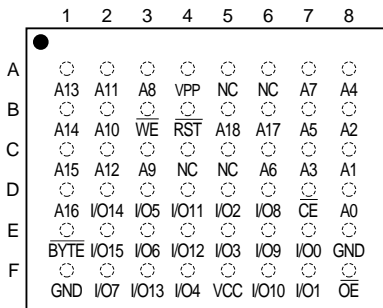 1 2 3 4 5 6 7 8
A
A13 A11 A8 VPP NC NC A7 A4
B
A14 A10 WE RST A18 A17 A5 A2
C
A15 A12 A9 NC NC A6 A3 A1
D
A16 I/O14 I/O5 I/O11 I/O2 I/O8 CE A0
E
BYTE I/O15 I/O6 I/O12 I/O3 I/O9 I/O0 GND
F
GND I/O7 I/O13 I/O4 VCC I/O10 I/O1 OE